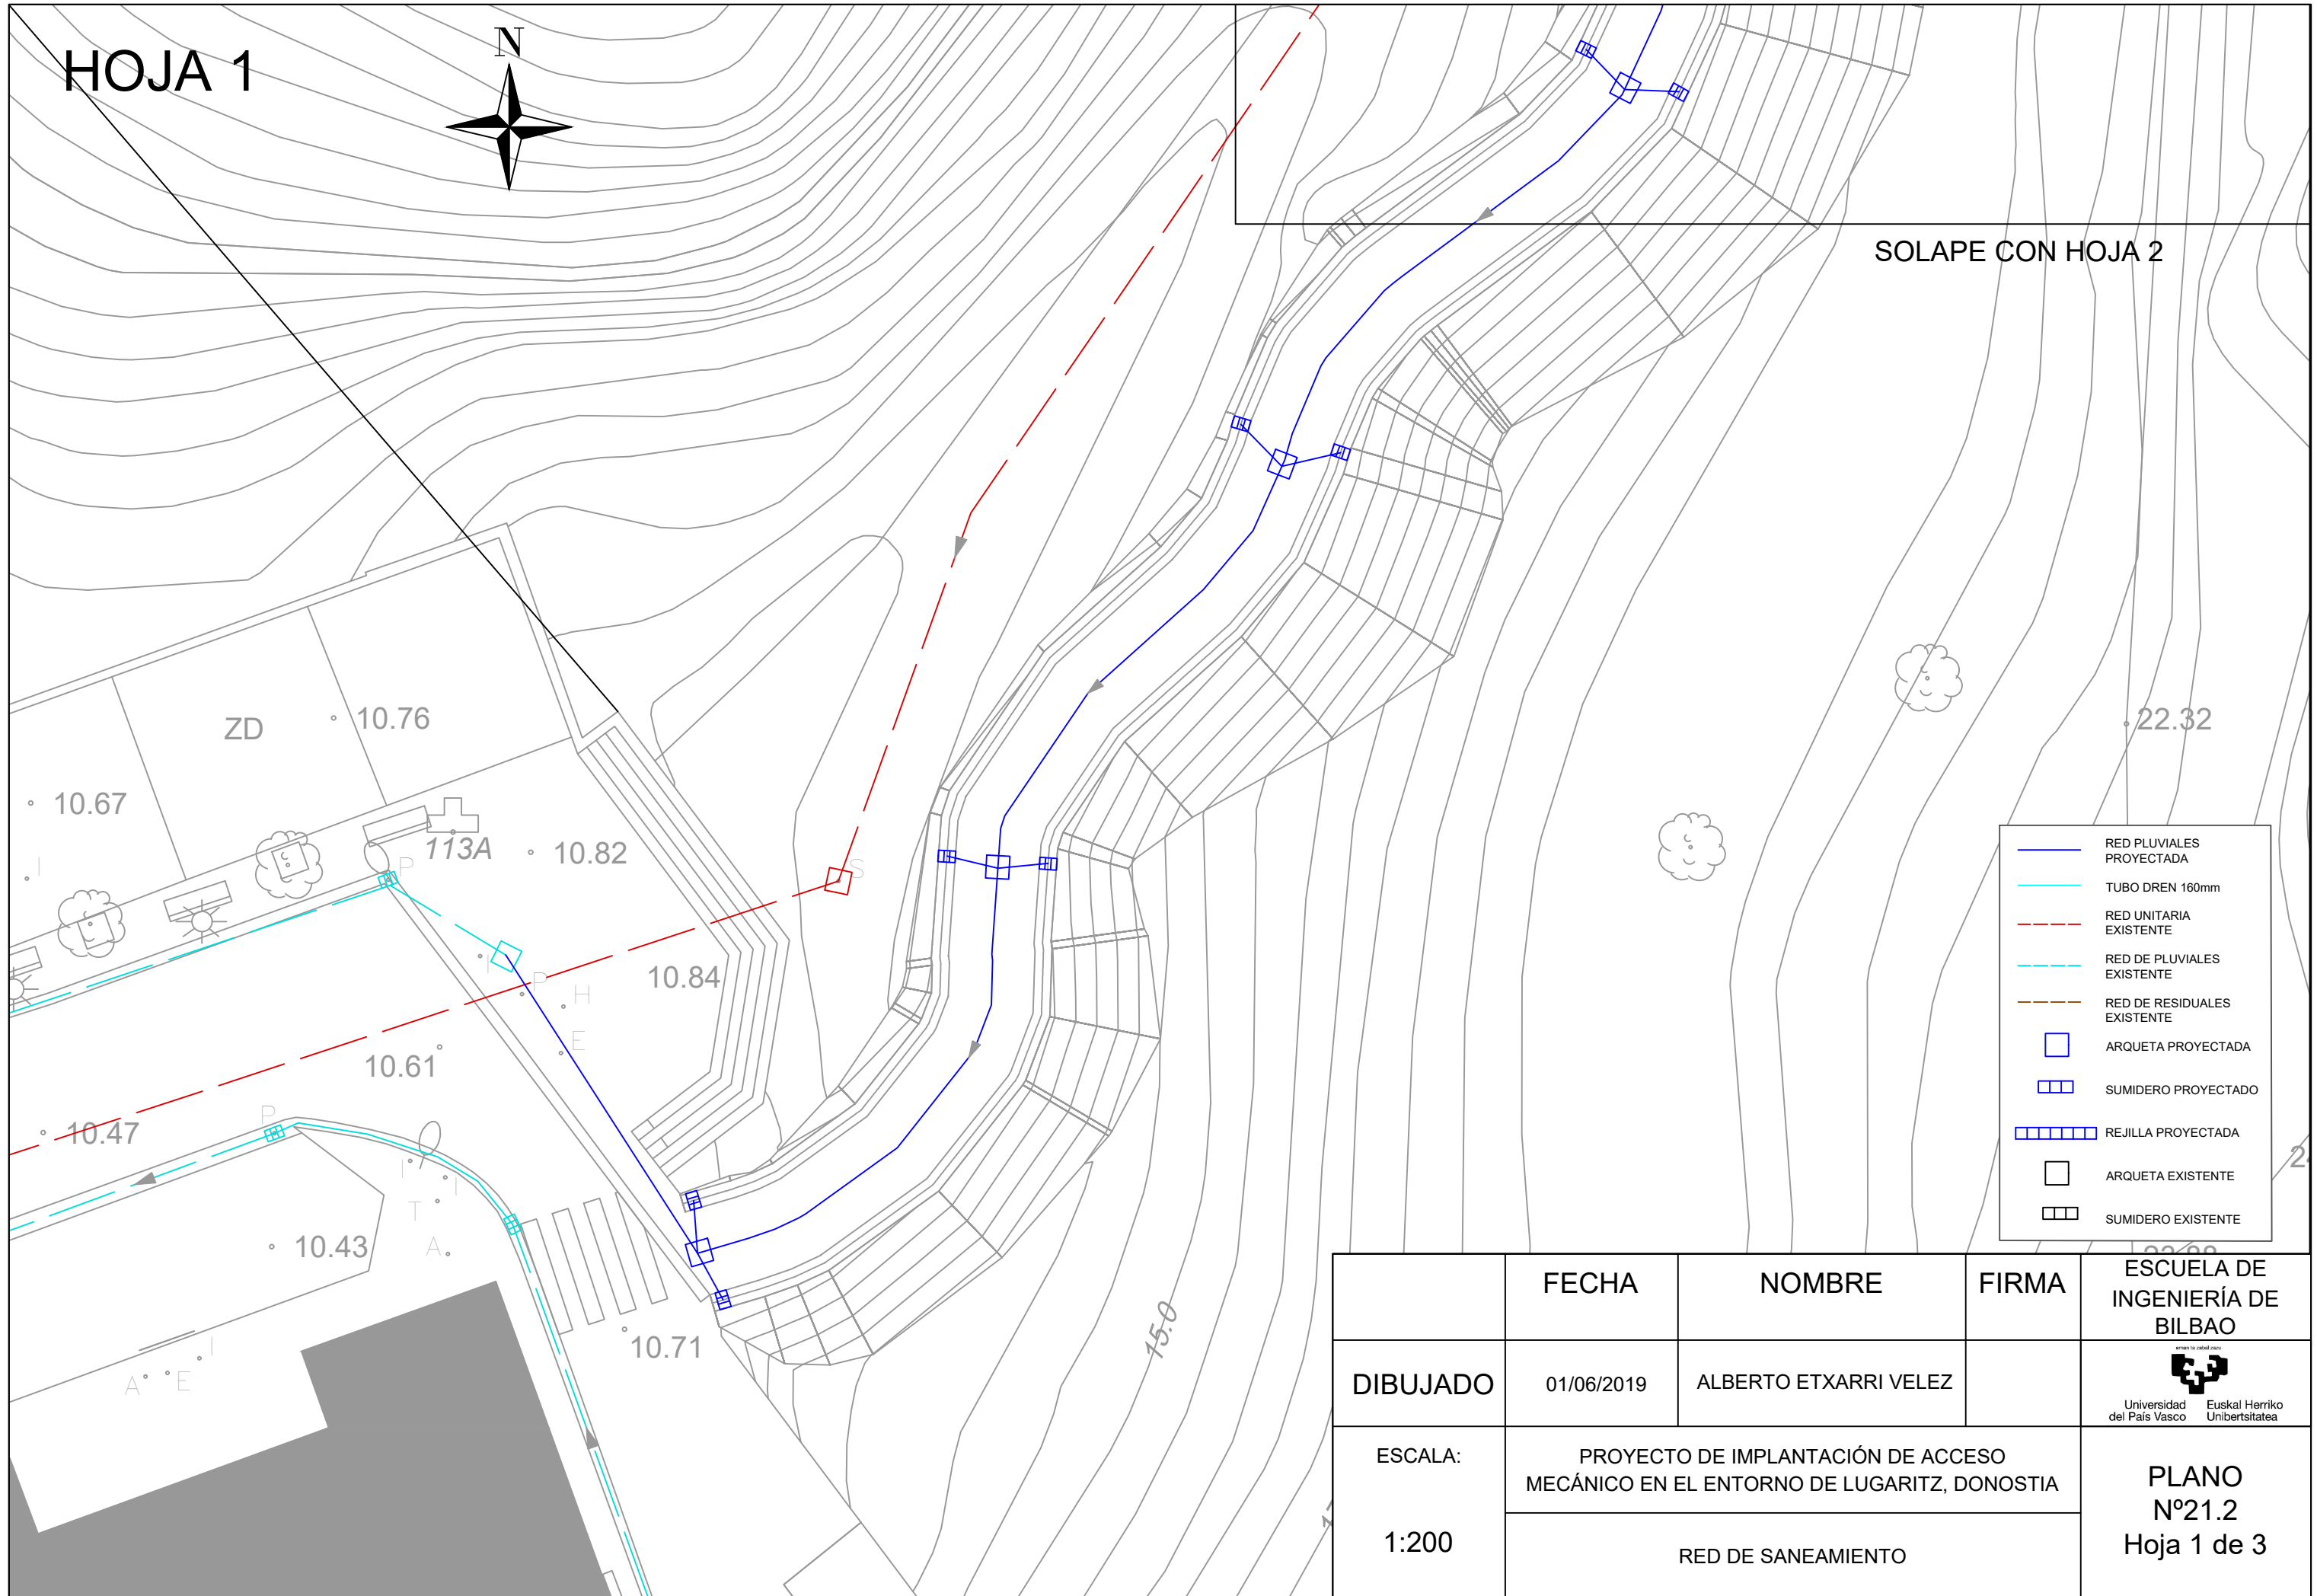 HOJA 1
N
SOLAPE CON HOJA 2
ZD
10.76
10.67
113A
10.82
P
S
I
22.32
10.84
I
P
H
E
10.61
10.47
P
I
I
T
A
10.43
10.71
A
E
I
15.0
RED PLUVIALES
PROYECTADA
TUBO DREN 160mm
RED UNITARIA
EXISTENTE
RED DE PLUVIALES
EXISTENTE
RED DE RESIDUALES
EXISTENTE
ARQUETA PROYECTADA
SUMIDERO PROYECTADO
REJILLA PROYECTADA
ARQUETA EXISTENTE
SUMIDERO EXISTENTE
FECHA
NOMBRE
FIRMA
ESCUELA DE
INGENIERÍA DE
BILBAO
DIBUJADO
01/06/2019
ALBERTO ETXARRI VELEZ
eman ta zabal zazu
Universidad
del País Vasco
Euskal Herriko
Unibertsitatea
ESCALA:
1:200
PROYECTO DE IMPLANTACIÓN DE ACCESO
MECÁNICO EN EL ENTORNO DE LUGARITZ, DONOSTIA
RED DE SANEAMIENTO
PLANO
Nº21.2
Hoja 1 de 3